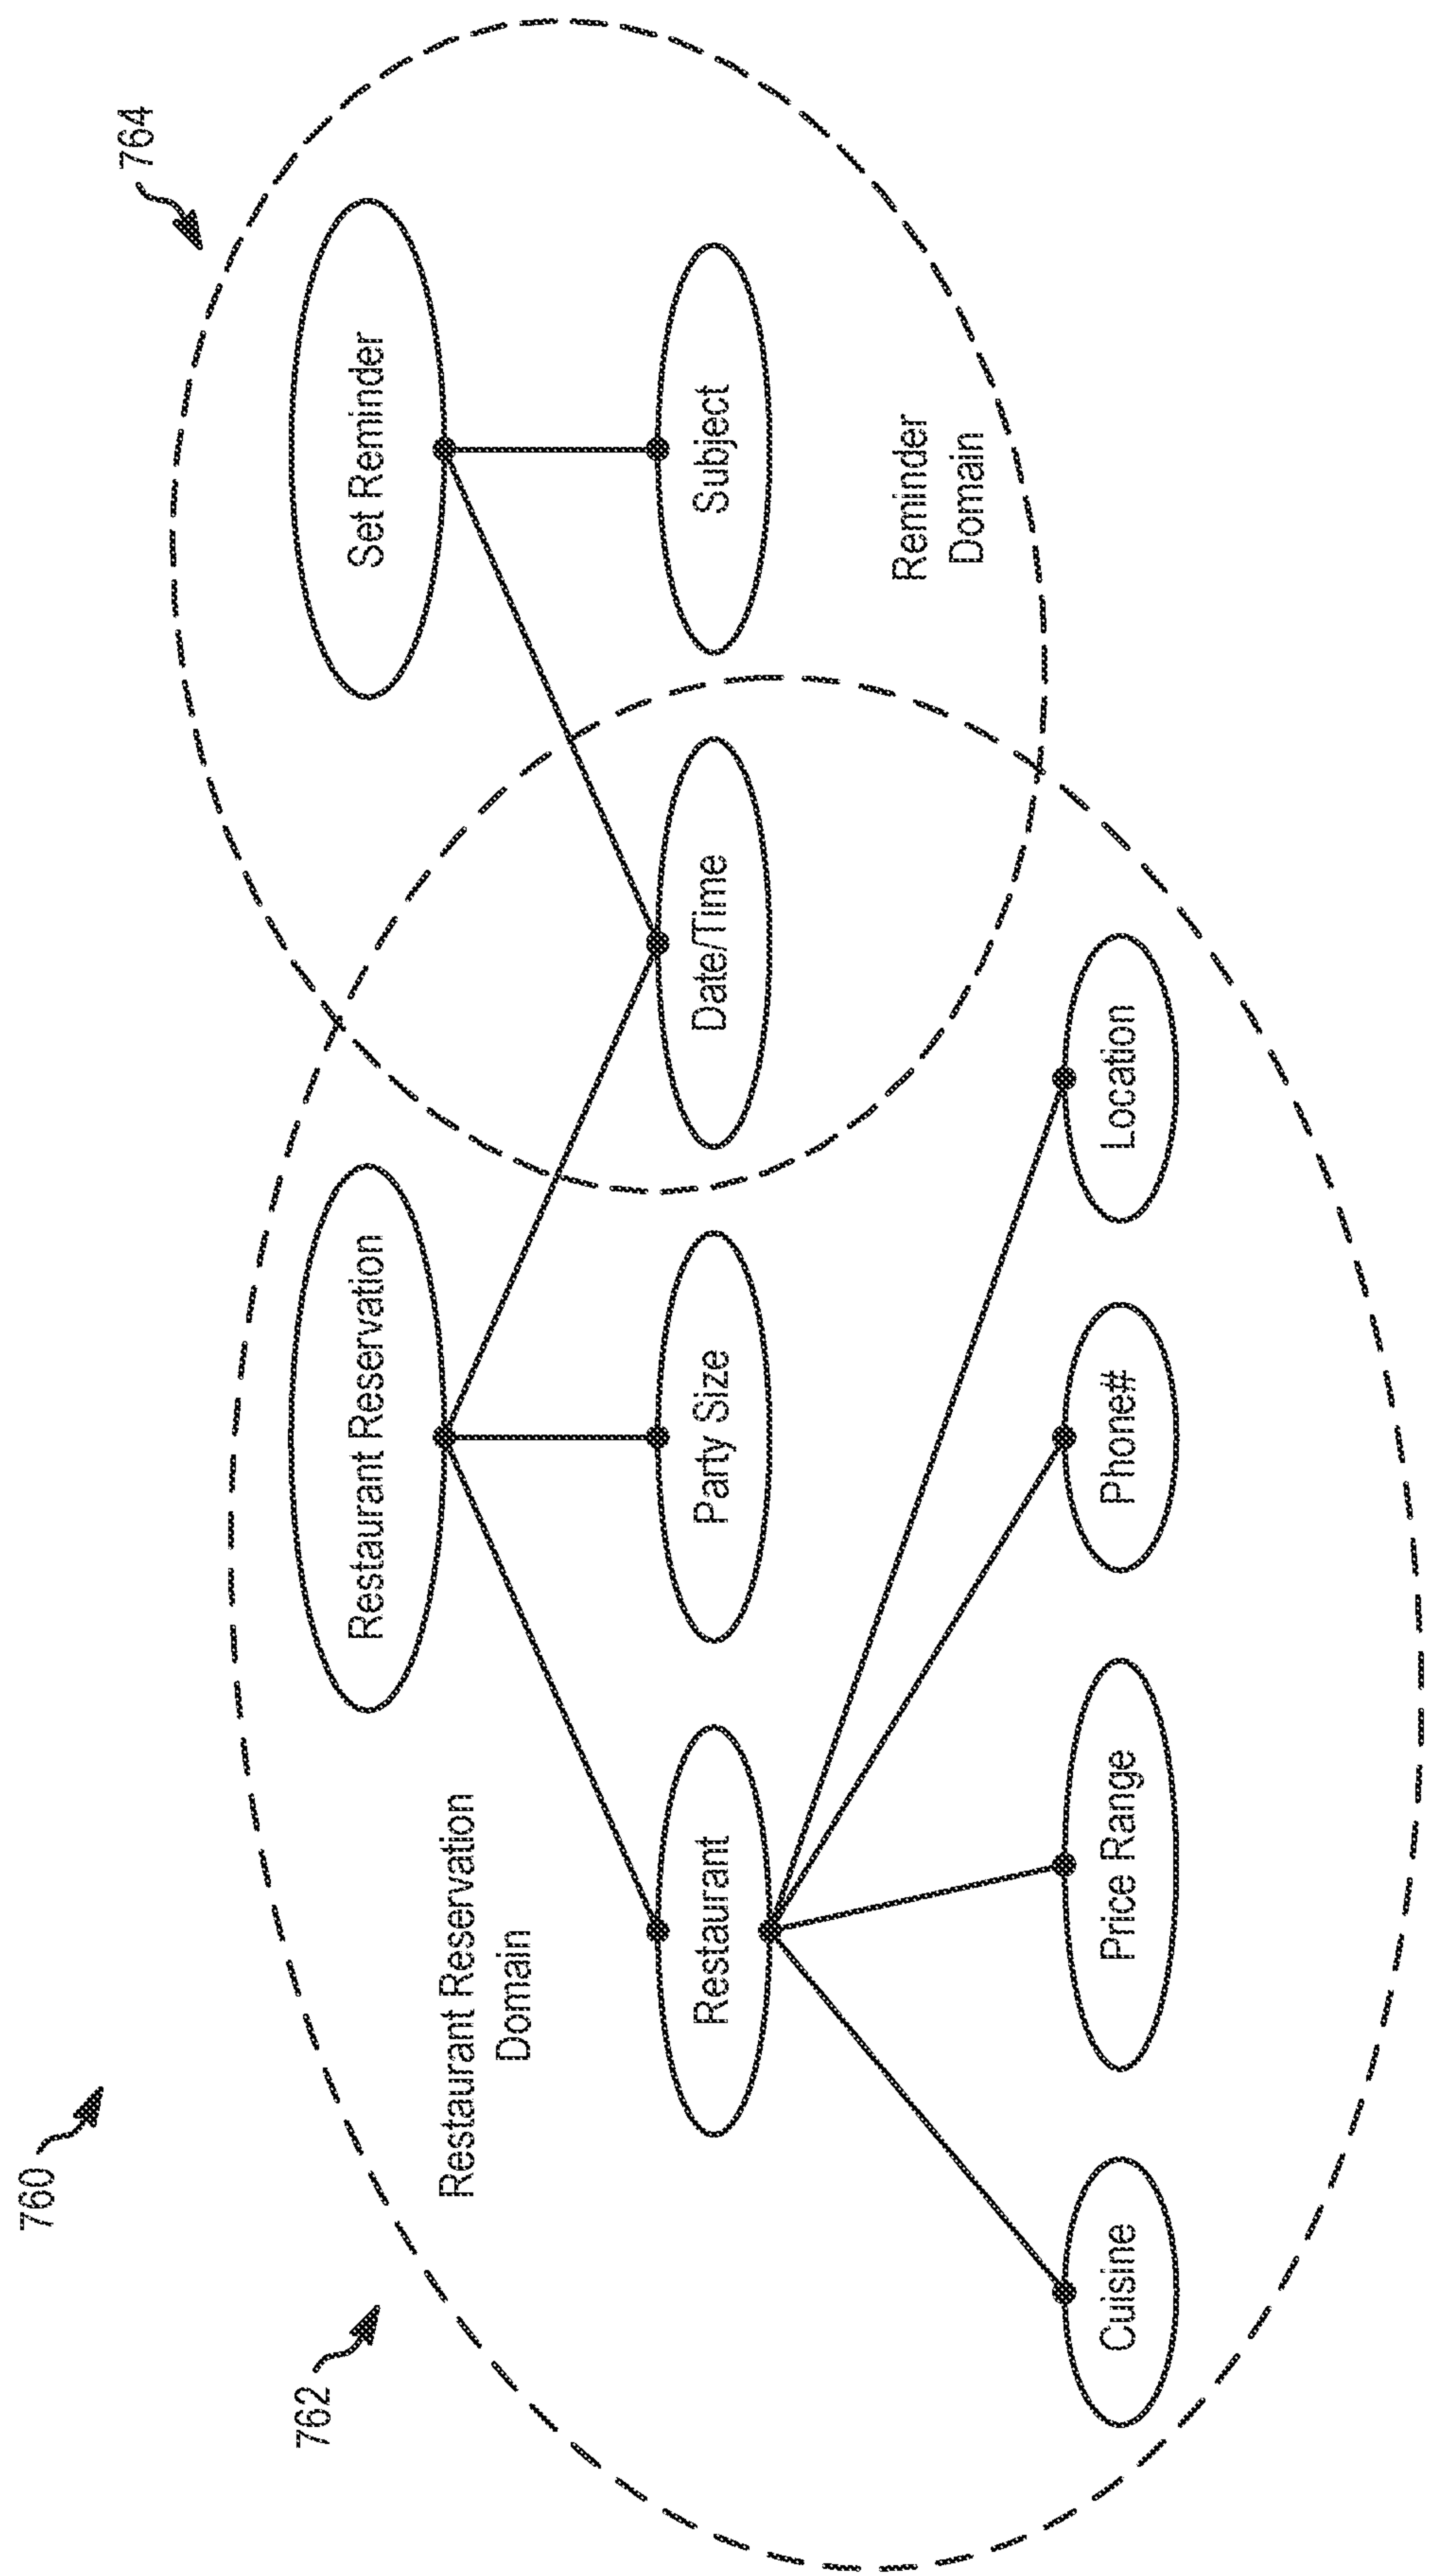 760
762
764
Restaurant Reservation
Set Reminder
Restaurant Reservation
Domain
Restaurant
Party Size
Date/Time
Subject
Reminder
Domain
Cuisine
Price Range
Phone#
Location